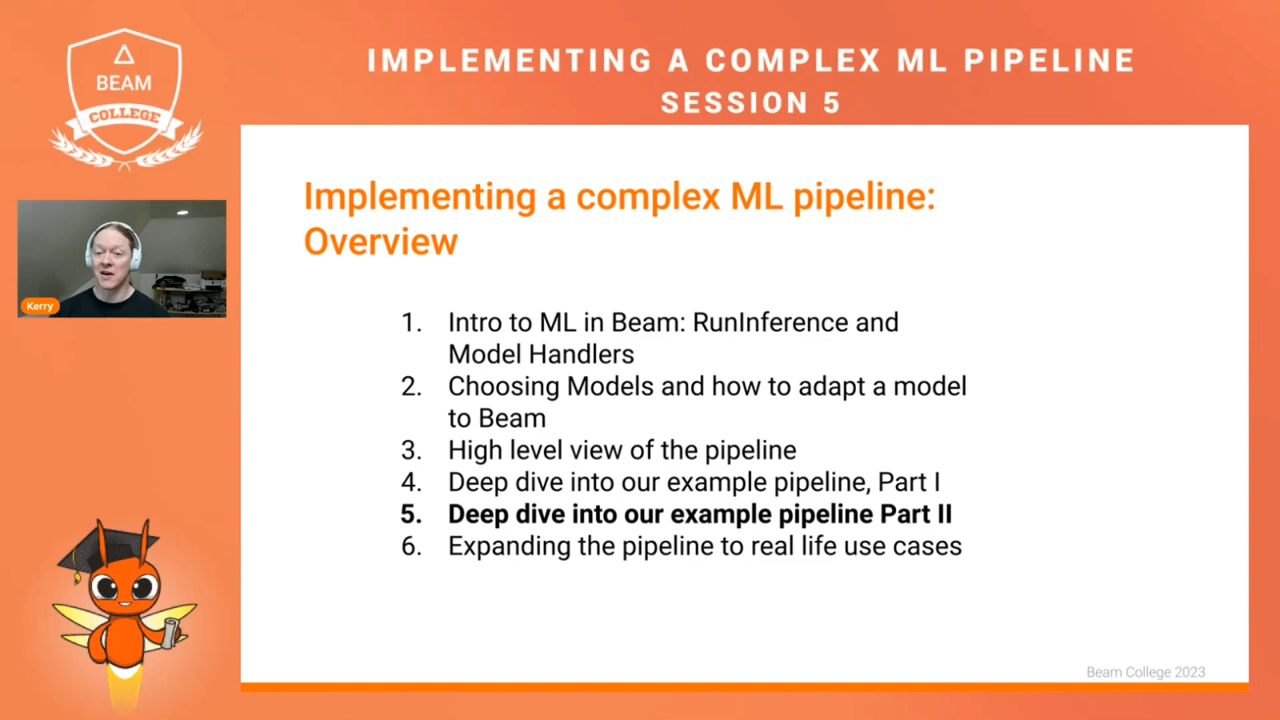 BEAM
COLLEGE
IMPLEMENTING A COMPLEX ML PIPELINE
SESSION 5
Kerry
Implementing a complex ML pipeline:
Overview
1. Intro to ML in Beam: RunInference and
Model Handlers
2. Choosing Models and how to adapt a model
to Beam
3. High level view of the pipeline
4. Deep dive into our example pipeline, Part I
5. Deep dive into our example pipeline Part II
6. Expanding the pipeline to real life use cases
Beam College 2023